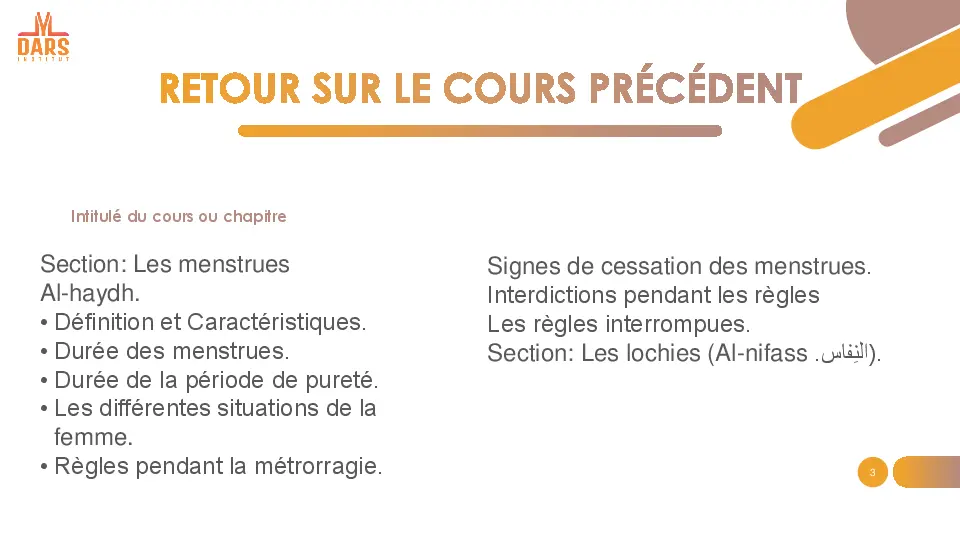 DARS
INSTITUT
RETOUR SUR LE COURS PRÉCÉDENT
Intitulé du cours ou chapitre
Section: Les menstrues
Al-haydh.
• Définition et Caractéristiques.
• Durée des menstrues.
• Durée de la période de pureté.
• Les différentes situations de la
femme.
• Règles pendant la métrorragie.
Signes de cessation des menstrues.
Interdictions pendant les règles
Les règles interrompues.
Section: Les lochies (Al-nifass .النِفاس).
3